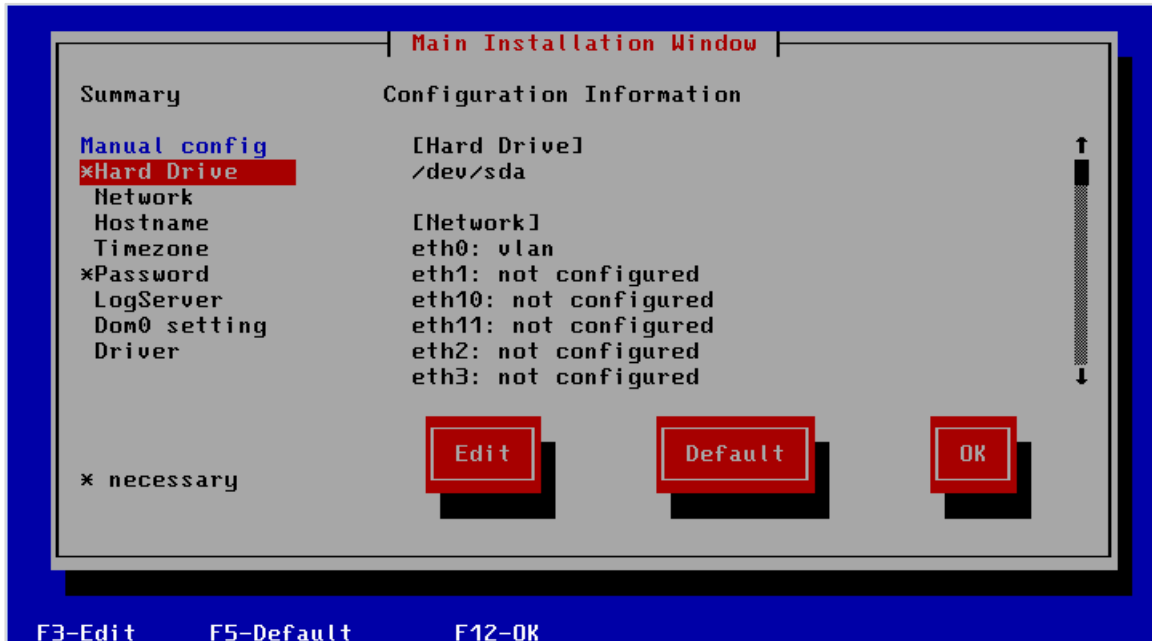 Main Installation Window
Summary
Configuration Information
Manual config
[Hard Drive]
*Hard Drive
/dev/sda
Network
Hostname
[Network]
Timezone
eth0: vlan
*Password
eth1: not configured
LogServer
eth10: not configured
Dom0 setting
eth11: not configured
Driver
eth2: not configured
eth3: not configured
Edit
Default
OK
* necessary
F3-Edit
F5-Default
F12-OK